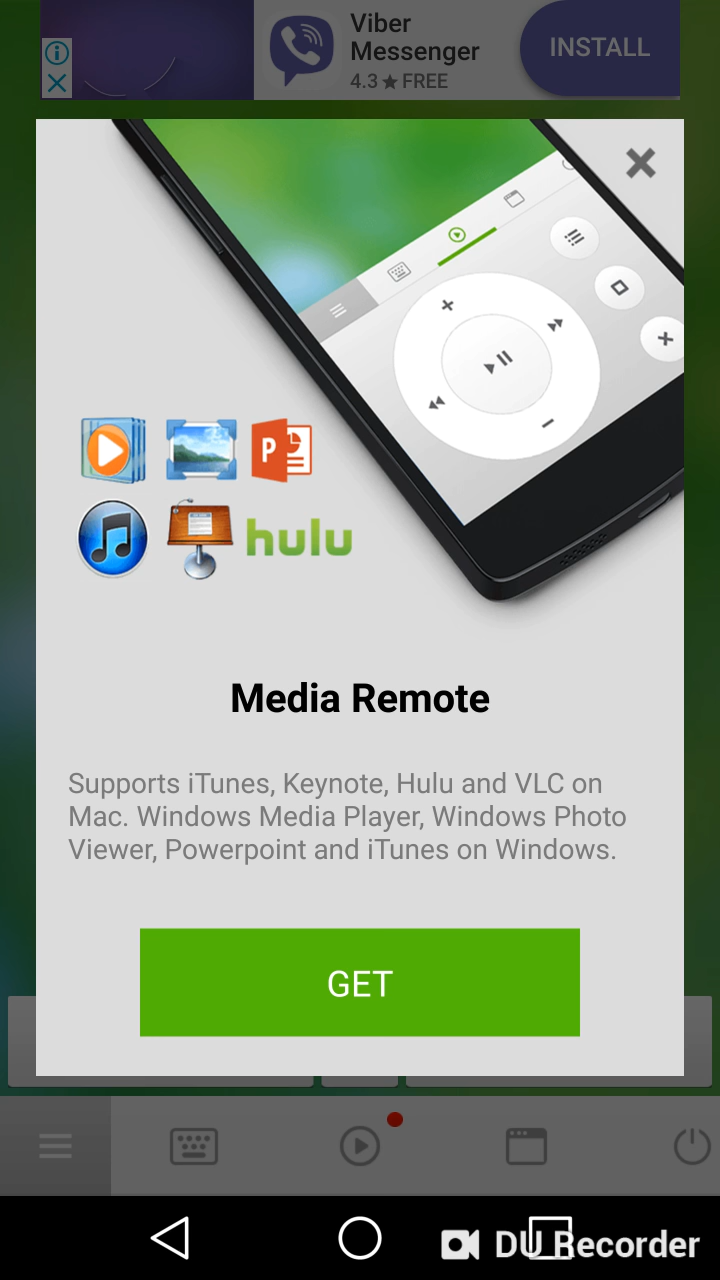 Viber
Messenger
4.3★FREE
INSTALL
P
hulu
Media Remote
Supports iTunes, Keynote, Hulu and VLC on
Mac. Windows Media Player, Windows Photo
Viewer, Powerpoint and iTunes on Windows.
GET
DU Recorder